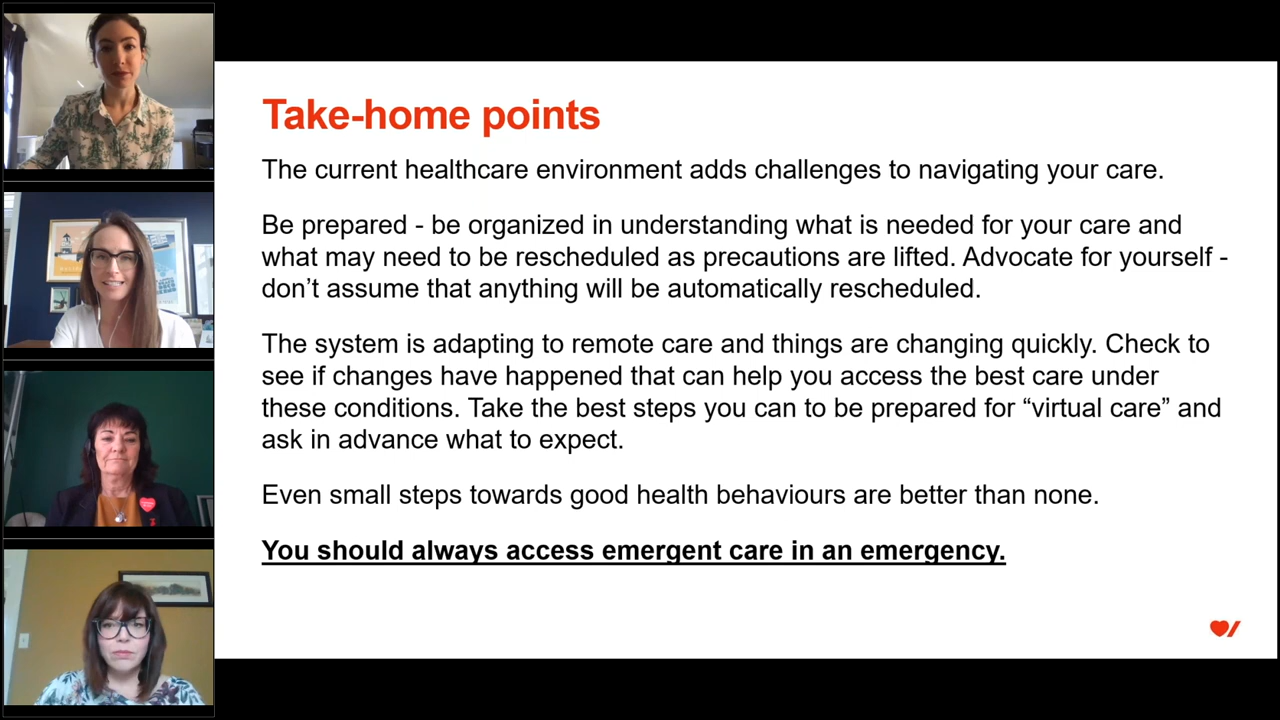 Take-home points
The current healthcare environment adds challenges to navigating your care.
Be prepared - be organized in understanding what is needed for your care and
what may need to be rescheduled as precautions are lifted. Advocate for yourself -
don’t assume that anything will be automatically rescheduled.
The system is adapting to remote care and things are changing quickly. Check to
see if changes have happened that can help you access the best care under
these conditions. Take the best steps you can to be prepared for “virtual care” and
ask in advance what to expect.
Even small steps towards good health behaviours are better than none.
You should always access emergent care in an emergency.